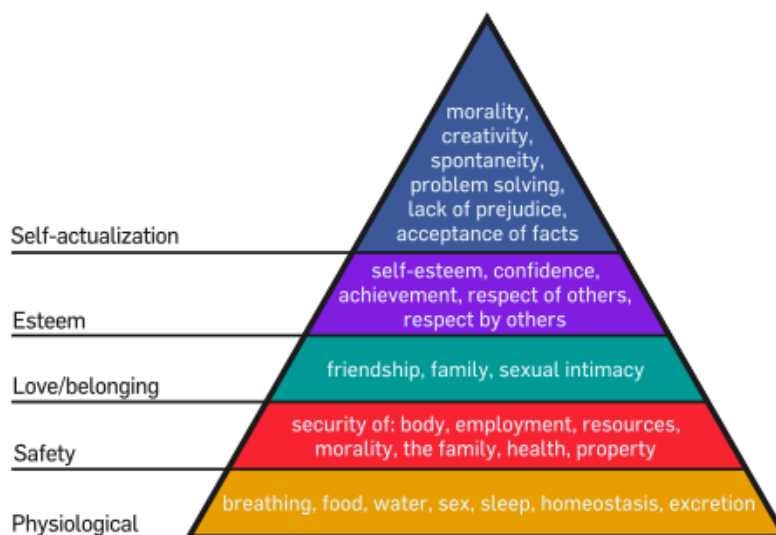 morality,
creativity,
spontaneity,
problem solving,
lack of prejudice,
acceptance of facts
Self-actualization
self-esteem, confidence,
achievement, respect of others,
respect by others
Esteem
friendship, family, sexual intimacy
Love/belonging
security of: body, employment, resources,
morality, the family, health, property
Safety
breathing, food, water, sex, sleep, homeostasis, excretion
Physiological